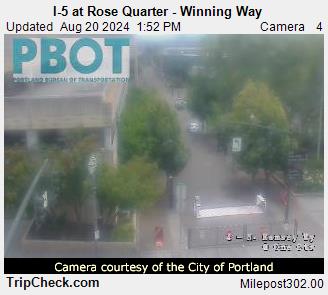 I-5 at Rose Quarter - Winning Way
Updated Aug 20 2024 1:52 PM Camera 4
PBOT
PORTLAND BUREAU OF TRANSPORTATION
Camera courtesy of the City of Portland
TripCheck.com Milepost302.00